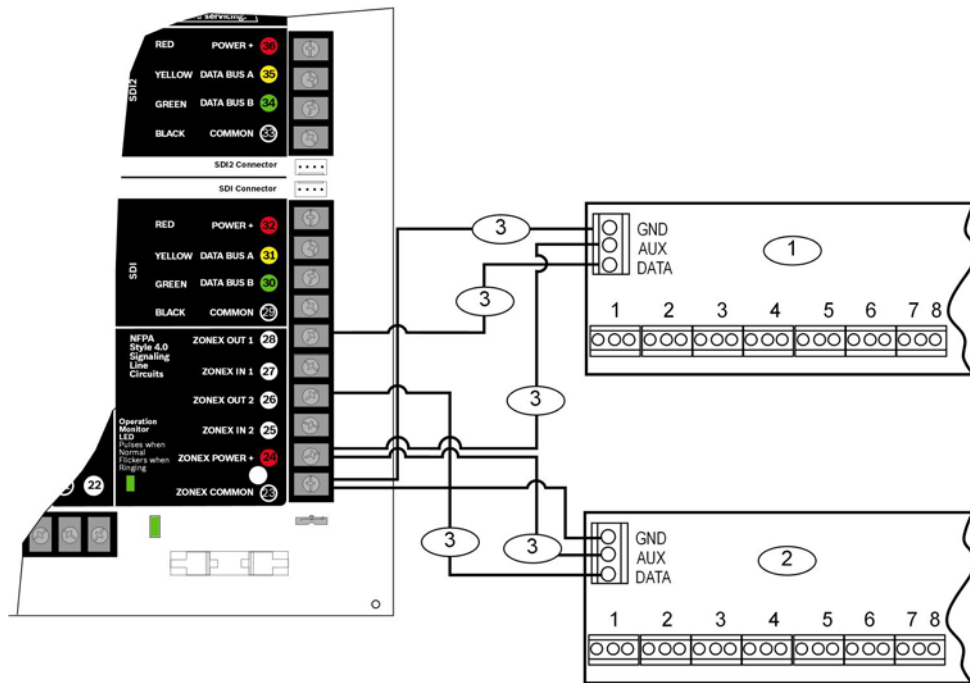 servicing
RED POWER + 36
YELLOW DATA BUS A 35
GREEN DATA BUS B 34
BLACK COMMON 33
SDI2
SDI2 Connector
SDI Connector
RED POWER + 32
YELLOW DATA BUS A 31
GREEN DATA BUS B 30
BLACK COMMON 29
SDI
NFPA
Style 4.0
Signaling
Line
Circuits
ZONEX OUT 1 28
ZONEX IN 1 27
ZONEX OUT 2 26
ZONEX IN 2 25
ZONEX POWER + 24
ZONEX COMMON 23
Operation
Monitor
LED
Pulses when
Normal
Flickers when
Ringing
22
3
3
3
3
3
GND
AUX
DATA
1
1 2 3 4 5 6 7 8
GND
AUX
DATA
2
1 2 3 4 5 6 7 8